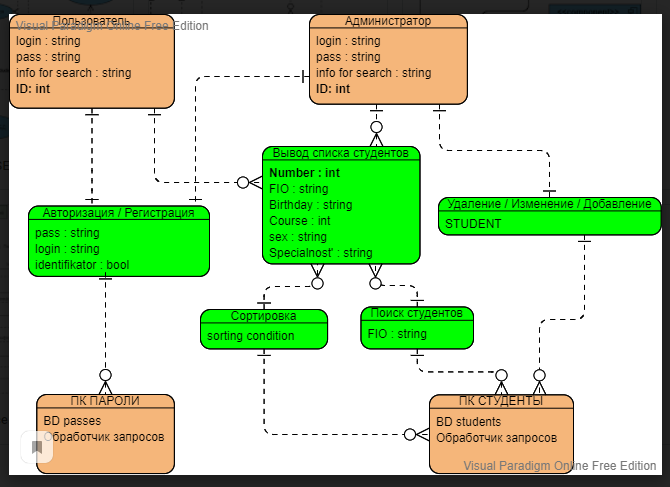 Visual Paradigm Online Free Edition
Пользователь
login : string
pass : string
info for search : string
ID: int
Администратор
login : string
pass : string
info for search : string
ID: int
Вывод списка студентов
Number : int
FIO : string
Birthday : string
Course : int
sex : string
Specialnost' : string
Авторизация / Регистрация
pass : string
login : string
identifikator : bool
Удаление / Изменение / Добавление
STUDENT
Сортировка
sorting condition
Поиск студентов
FIO : string
ПК ПАРОЛИ
BD passes
Обработчик запросов
ПК СТУДЕНТЫ
BD students
Обработчик запросов
Visual Paradigm Online Free Edition